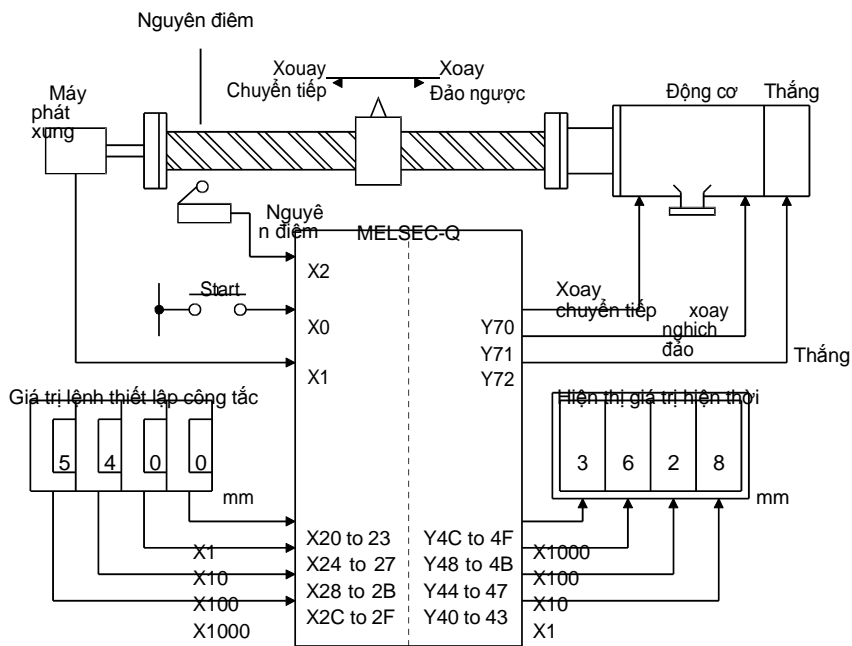 Nguyên điêm
Xouay
Chuyển tiếp
Xoay
Đảo ngược
Máy
phát
xung
Động cơ
Thắng
Nguyê
n điêm
MELSEC-Q
X2
Start
X0
X1
Xoay
chuyển tiếp
xoay
nghich
đảo
Y70
Y71
Y72
Thắng
Giá trị lệnh thiết lập công tắc
Hiện thị giá trị hiện thời
5 4 0 0
mm
3 6 2 8
mm
X20 to 23
X24 to 27
X28 to 2B
X2C to 2F
Y4C to 4F
Y48 to 4B
Y44 to 47
Y40 to 43
X1
X10
X100
X1000
X1000
X100
X10
X1